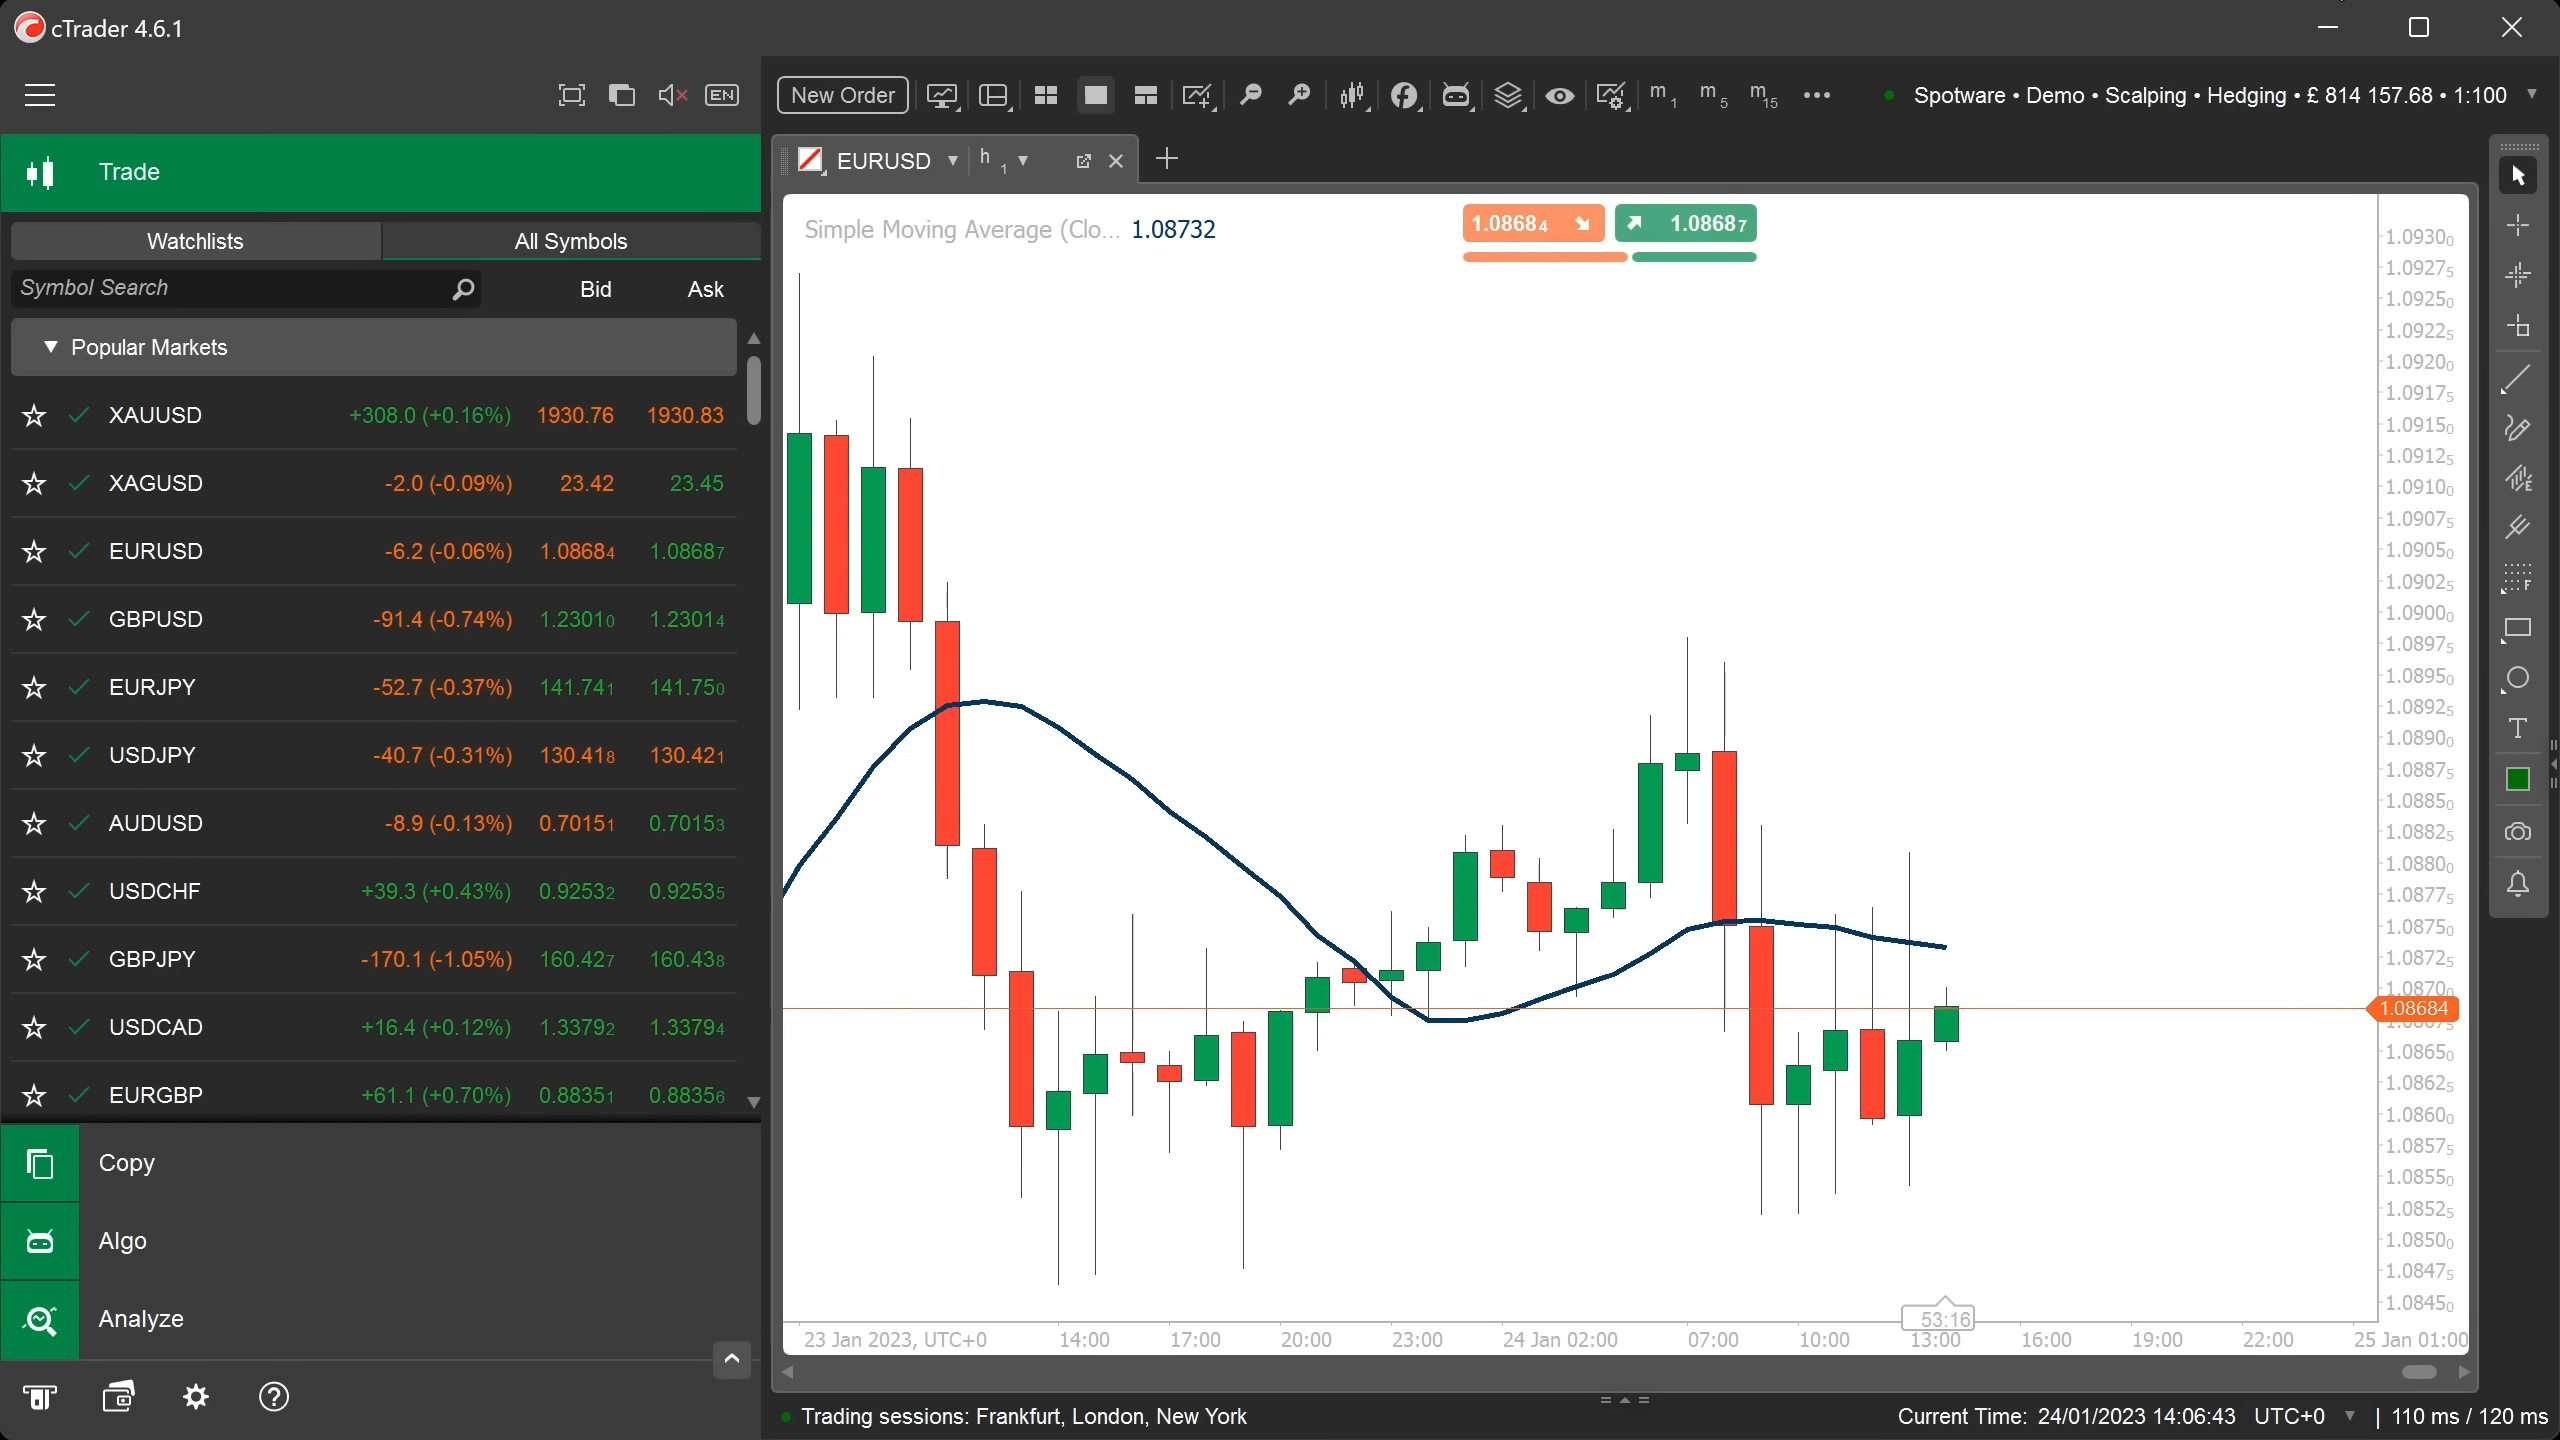 cTrader 4.6.1
EN
New Order
m1 m5 m15
Spotware • Demo • Scalping • Hedging • £ 814 157.68 • 1:100
Trade
Watchlists All Symbols
Symbol Search Bid Ask
Popular Markets
XAUUSD +308.0 (+0.16%) 1930.76 1930.83
XAGUSD -2.0 (-0.09%) 23.42 23.45
EURUSD -6.2 (-0.06%) 1.08684 1.08687
GBPUSD -91.4 (-0.74%) 1.23010 1.23014
EURJPY -52.7 (-0.37%) 141.741 141.750
USDJPY -40.7 (-0.31%) 130.418 130.421
AUDUSD -8.9 (-0.13%) 0.70151 0.70153
USDCHF +39.3 (+0.43%) 0.92532 0.92535
GBPJPY -170.1 (-1.05%) 160.427 160.438
USDCAD +16.4 (+0.12%) 1.33792 1.33794
EURGBP +61.1 (+0.70%) 0.88351 0.88356
Copy
Algo
Analyze
EURUSD h1
Simple Moving Average (Clo... 1.08732
1.08684 1.08687
1.09300
1.09275
1.09250
1.09225
1.09200
1.09175
1.09150
1.09125
1.09100
1.09075
1.09050
1.09025
1.09000
1.08975
1.08950
1.08925
1.08900
1.08875
1.08850
1.08825
1.08800
1.08775
1.08750
1.08725
1.08700
1.08684
1.08650
1.08625
1.08600
1.08575
1.08550
1.08525
1.08500
1.08475
1.08450
53:16
23 Jan 2023, UTC+0 14:00 17:00 20:00 23:00 24 Jan 02:00 07:00 10:00 13:00 16:00 19:00 22:00 25 Jan 01:00
E
F
T
Trading sessions: Frankfurt, London, New York
Current Time: 24/01/2023 14:06:43 UTC+0 | 110 ms / 120 ms